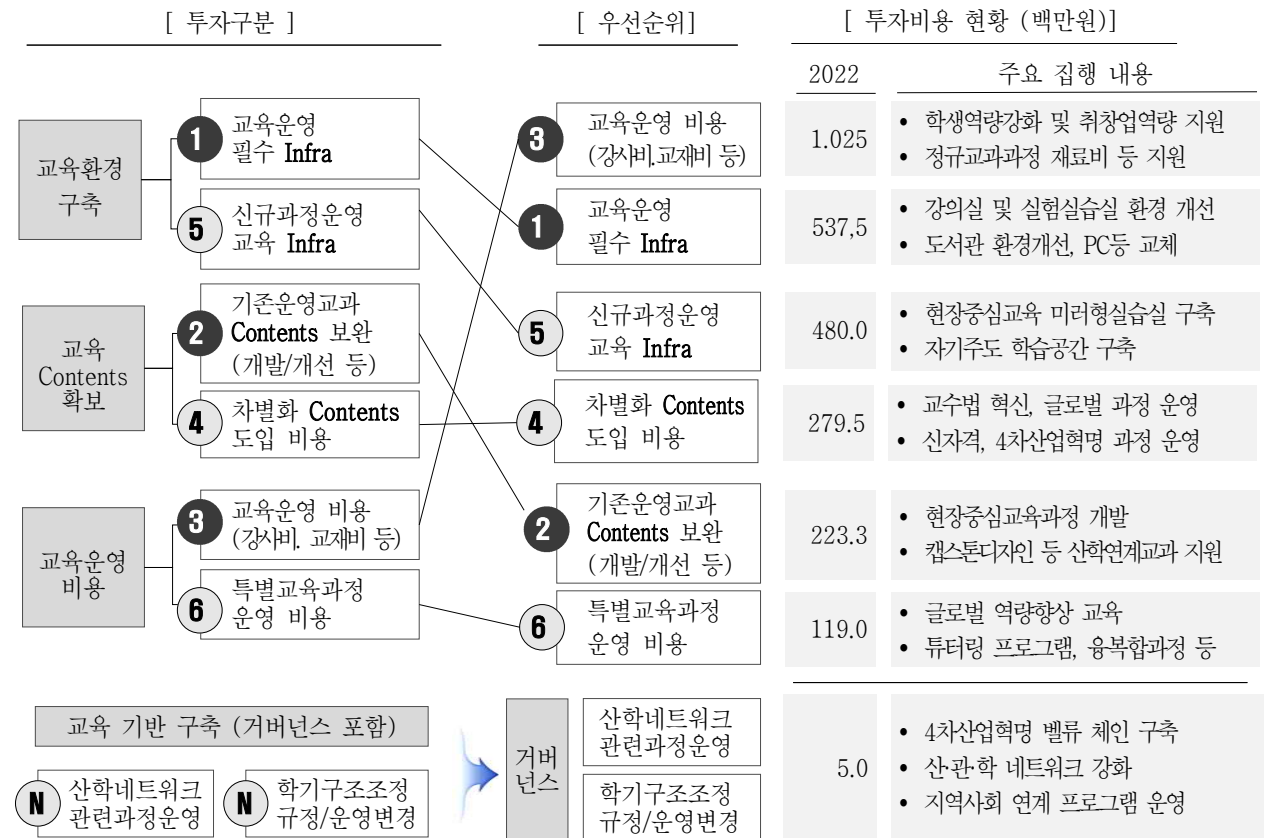 [ 투자구분 ]
[ 우선순위]
[ 투자비용 현황 (백만원)]
2022
주요 집행 내용
교육환경
구축
1
교육운영
필수 Infra
5
신규과정운영
교육 Infra
교육
Contents
확보
2
기존운영교과
Contents 보완
(개발/개선 등)
4
차별화 Contents
도입 비용
교육운영
비용
3
교육운영 비용
(강사비. 교재비 등)
6
특별교육과정
운영 비용
3
교육운영 비용
(강사비.교재비 등)
1
교육운영
필수 Infra
5
신규과정운영
교육 Infra
4
차별화 Contents
도입 비용
2
기존운영교과
Contents 보완
(개발/개선 등)
6
특별교육과정
운영 비용
1.025
• 학생역량강화 및 취창업역량 지원
• 정규교과과정 재료비 등 지원
537,5
• 강의실 및 실험실습실 환경 개선
• 도서관 환경개선, PC등 교체
480.0
• 현장중심교육 미러형실습실 구축
• 자기주도 학습공간 구축
279.5
• 교수법 혁신, 글로벌 과정 운영
• 신자격, 4차산업혁명 과정 운영
223.3
• 현장중심교육과정 개발
• 캡스톤디자인 등 산학연계교과 지원
119.0
• 글로벌 역량향상 교육
• 튜터링 프로그램, 융복합과정 등
교육 기반 구축 (거버넌스 포함)
N
산학네트워크
관련과정운영
N
학기구조조정
규정/운영변경
거버
넌스
산학네트워크
관련과정운영
학기구조조정
규정/운영변경
5.0
• 4차산업혁명 벨류 체인 구축
• 산·관·학 네트워크 강화
• 지역사회 연계 프로그램 운영